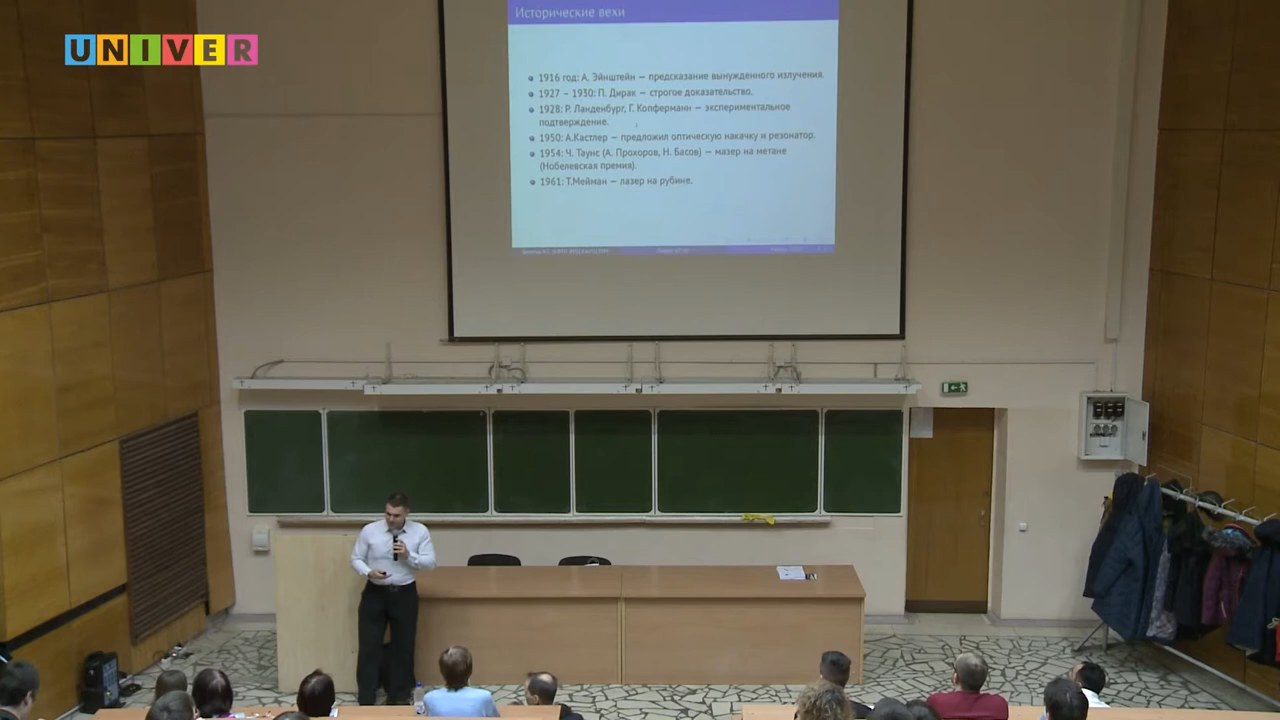 UNIVER
Исторические вехи
1916 год: А. Эйнштейн — предсказание вынужденного излучения.
1927 – 1930: П. Дирак — строгое доказательство.
1928: Р. Ланденбург, Г. Копферманн — экспериментальное
подтверждение.
1950: А.Кастлер — предложил оптическую накачку и резонатор.
1954: Ч. Таунс (А. Прохоров, Н. Басов) — мазер на метане
(Нобелевская премия).
1961: Т.Мейман — лазер на рубине.